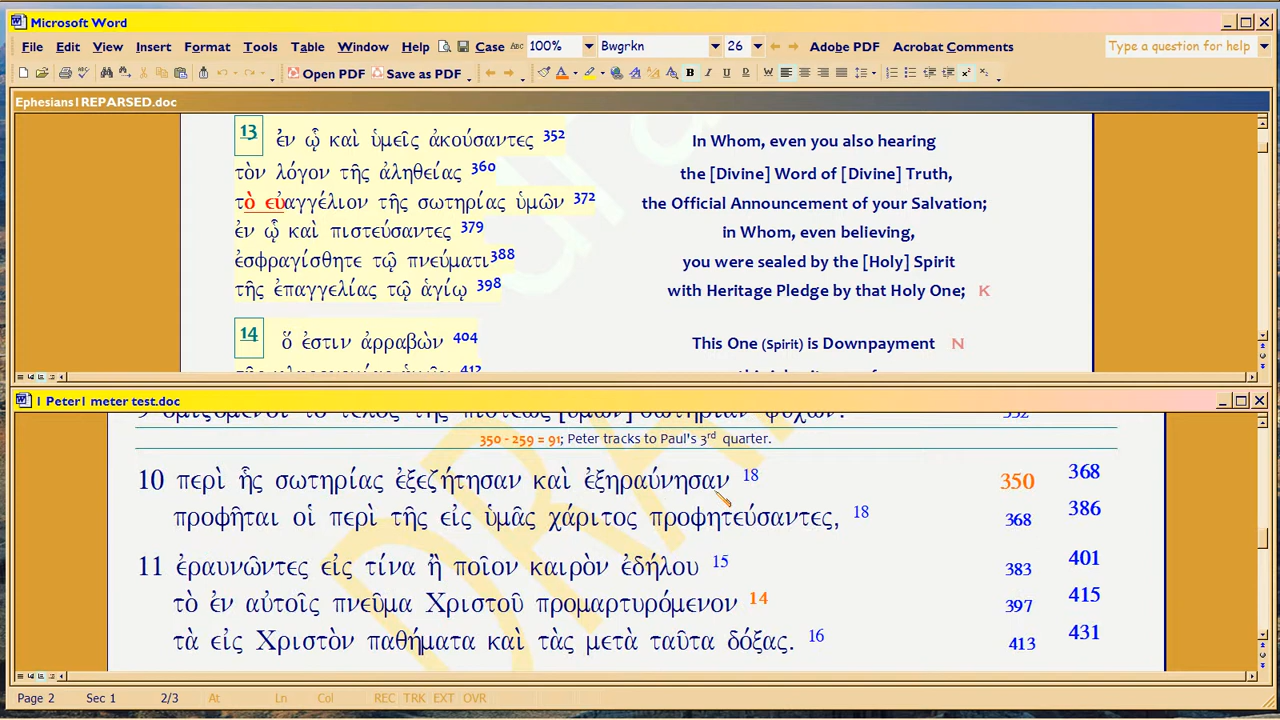 Microsoft Word
File Edit View Insert Format Tools Table Window Help Case 100% Bwgrkn 26 Adobe PDF Acrobat Comments Type a question for help
Open PDF Save as PDF
Ephesians1REPARSED.doc
13 ἐν ᾧ καὶ ὑμεῖς ἀκούσαντες 352 In Whom, even you also hearing
τὸν λόγον τῆς ἀληθείας 360 the [Divine] Word of [Divine] Truth,
τὸ εὐαγγέλιον τῆς σωτηρίας ὑμῶν 372 the Official Announcement of your Salvation;
ἐν ᾧ καὶ πιστεύσαντες 379 in Whom, even believing,
ἐσφραγίσθητε τῷ πνεύματι 388 you were sealed by the [Holy] Spirit
τῆς ἐπαγγελίας τῷ ἁγίῳ 398 with Heritage Pledge by that Holy One; K
14 ὅ ἐστιν ἀρραβὼν 404 This One (Spirit) is Downpayment N
1 Peter1 meter test.doc
9 τὸ τέλος τῆς πίστεως [ὑμῶν] σωτηρίαν ψυχῶν.
350 - 259 = 91; Peter tracks to Paul's 3rd quarter.
10 περὶ ἧς σωτηρίας ἐξεζήτησαν καὶ ἐξηραύνησαν 18 350 368
προφῆται οἱ περὶ τῆς εἰς ὑμᾶς χάριτος προφητεύσαντες, 18 368 386
11 ἐραυνῶντες εἰς τίνα ἢ ποῖον καιρὸν ἐδήλου 15 383 401
τὸ ἐν αὐτοῖς πνεῦμα Χριστοῦ προμαρτυρόμενον 14 397 415
τὰ εἰς Χριστὸν παθήματα καὶ τὰς μετὰ ταῦτα δόξας. 16 413 431
Page 2 Sec 1 2/3 At Ln Col REC TRK EXT OVR